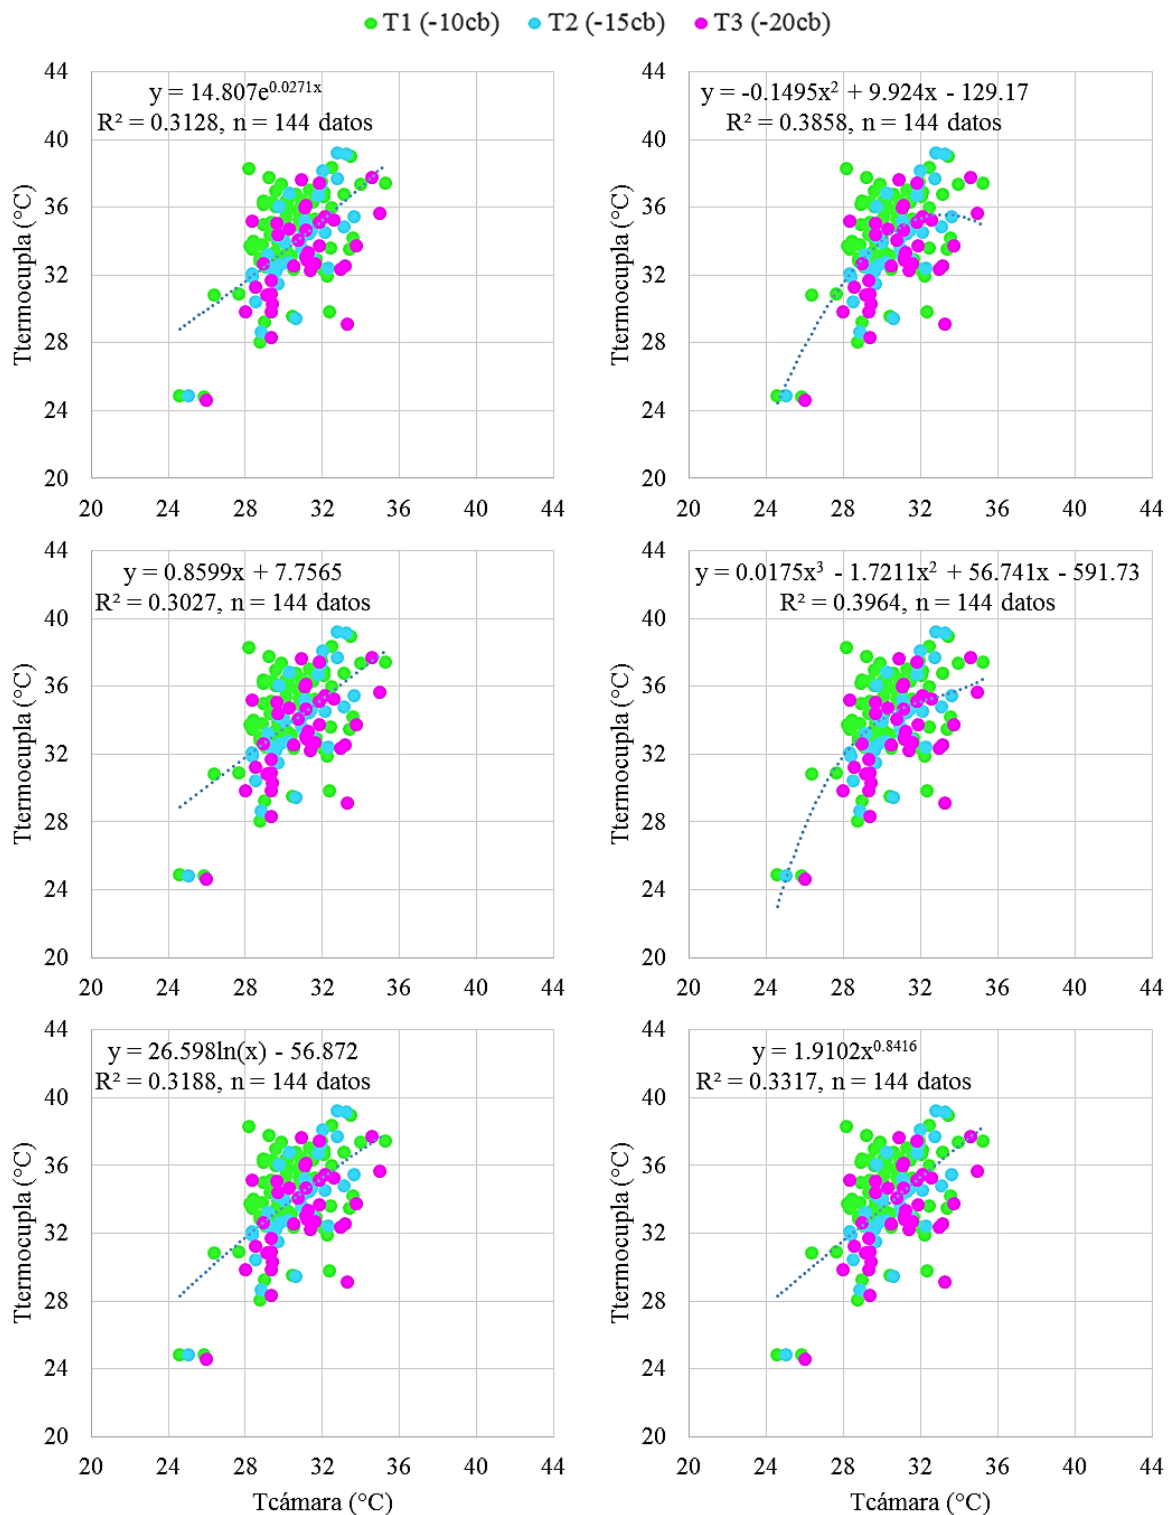 T1 (-10cb) T2 (-15cb) T3 (-20cb)
y = 14.807e^0.0271x
R² = 0.3128, n = 144 datos
Ttermocupla (°C)
44
40
36
32
28
24
20
20 24 28 32 36 40 44
y = -0.1495x² + 9.924x - 129.17
R² = 0.3858, n = 144 datos
Ttermocupla (°C)
44
40
36
32
28
24
20
20 24 28 32 36 40 44
y = 0.8599x + 7.7565
R² = 0.3027, n = 144 datos
Ttermocupla (°C)
44
40
36
32
28
24
20
20 24 28 32 36 40 44
y = 0.0175x³ - 1.7211x² + 56.741x - 591.73
R² = 0.3964, n = 144 datos
Ttermocupla (°C)
44
40
36
32
28
24
20
20 24 28 32 36 40 44
y = 26.598ln(x) - 56.872
R² = 0.3188, n = 144 datos
Ttermocupla (°C)
44
40
36
32
28
24
20
20 24 28 32 36 40 44
Tcámara (°C)
y = 1.9102x^0.8416
R² = 0.3317, n = 144 datos
Ttermocupla (°C)
44
40
36
32
28
24
20
20 24 28 32 36 40 44
Tcámara (°C)